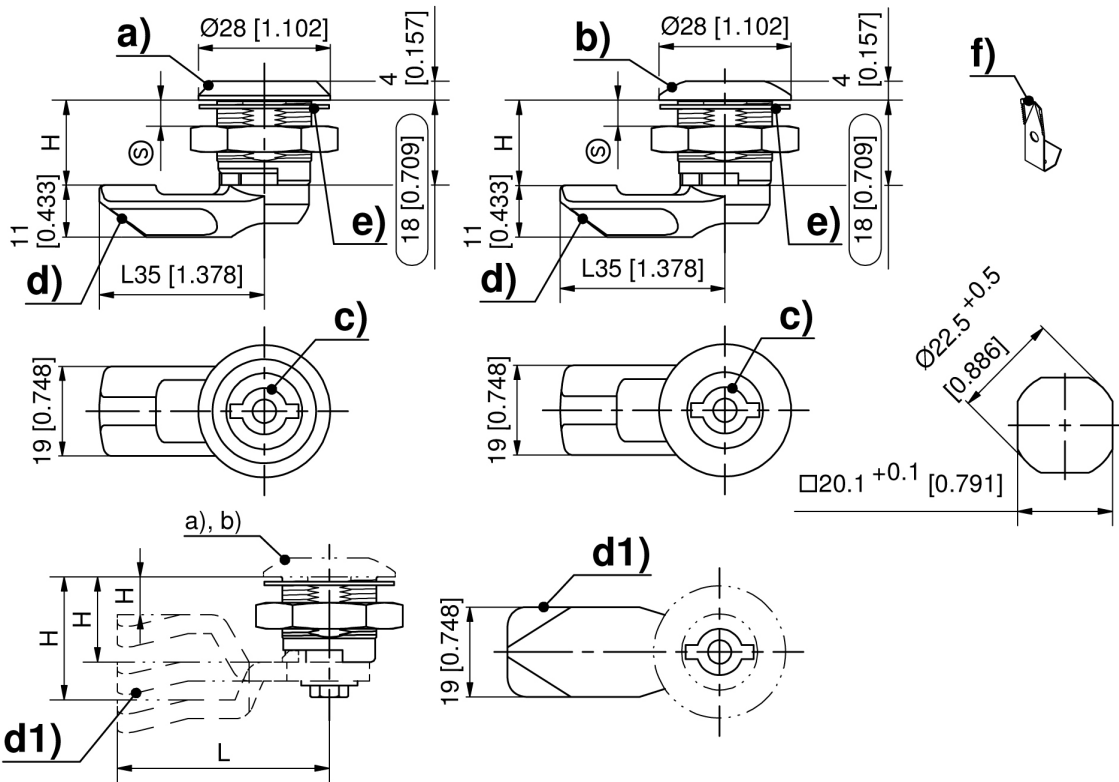 a)
Ø28 [1.102]
4
[0.157]
H
Ⓢ
18 [0.709]
11
[0.433]
e)
d)
L35 [1.378]
b)
Ø28 [1.102]
4
[0.157]
H
Ⓢ
18 [0.709]
11
[0.433]
e)
d)
L35 [1.378]
f)
c)
19 [0.748]
c)
19 [0.748]
Ø22.5 +0.5
[0.886]
□20.1 +0.1 [0.791]
a), b)
H
H
H
d1)
L
d1)
19 [0.748]